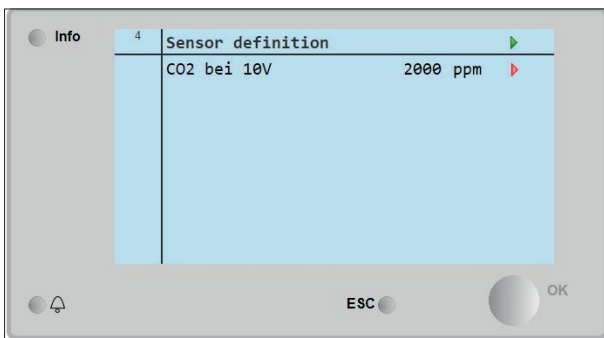 Info
4 Sensor definition
CO2 bei 10V 2000 ppm
ESC
OK